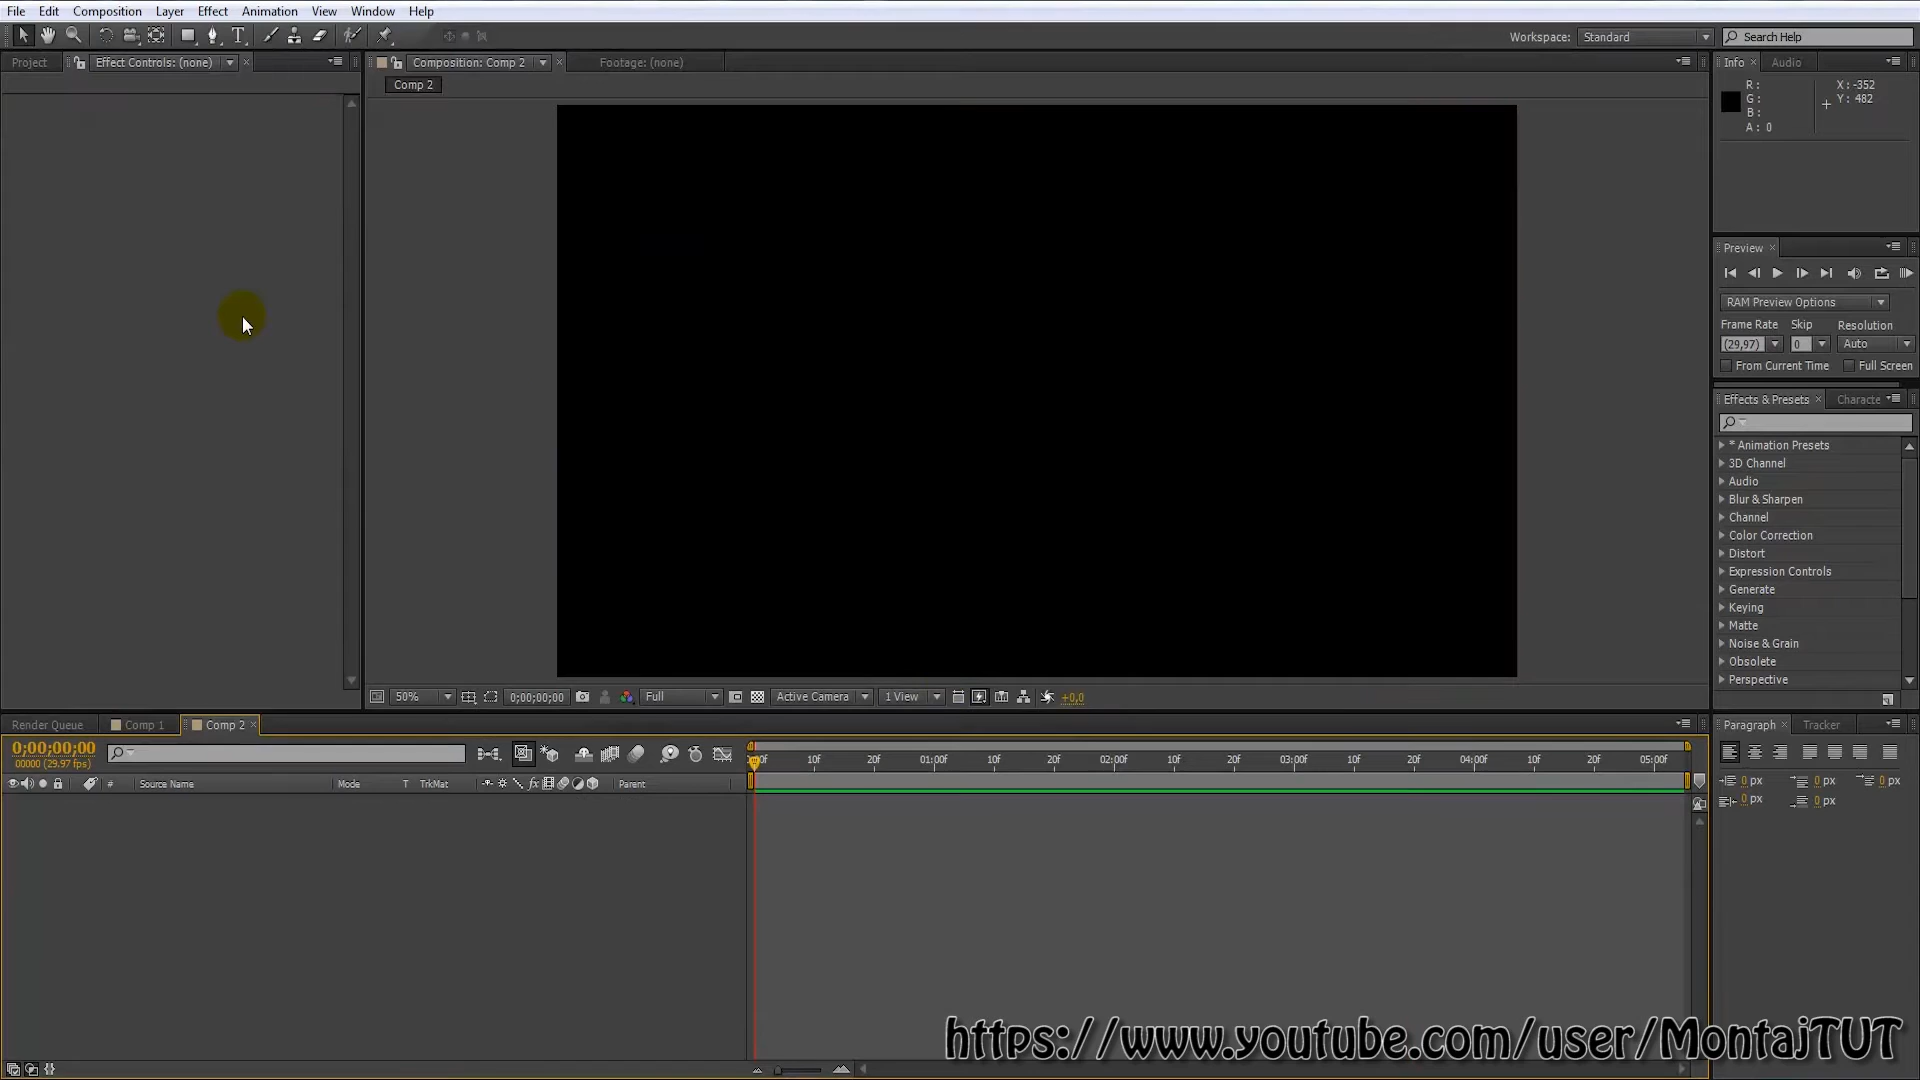 File Edit Composition Layer Effect Animation View Window Help
Workspace: Standard Search Help
Project Effect Controls: (none) Composition: Comp 2 Footage: (none) Info Audio
Comp 2
R: X: -352
G: Y: 482
B:
A: 0
Preview
RAM Preview Options
Frame Rate Skip Resolution
(29,97) 0 Auto
From Current Time Full Screen
Effects & Presets Characte
* Animation Presets
3D Channel
Audio
Blur & Sharpen
Channel
Color Correction
Distort
Expression Controls
Generate
Keying
Matte
Noise & Grain
Obsolete
Perspective
50% 0;00;00;00 Full Active Camera 1 View +0,0
Render Queue Comp 1 Comp 2
Paragraph Tracker
0;00;00;00
00000 (29.97 fps)
10f 20f 01:00f 10f 20f 02:00f 10f 20f 03:00f 10f 20f 04:00f 10f 20f 05:00f
# Source Name Mode T TrkMat fx Parent
0 px 0 px 0 px
0 px 0 px
https://www.youtube.com/user/MontajTUT